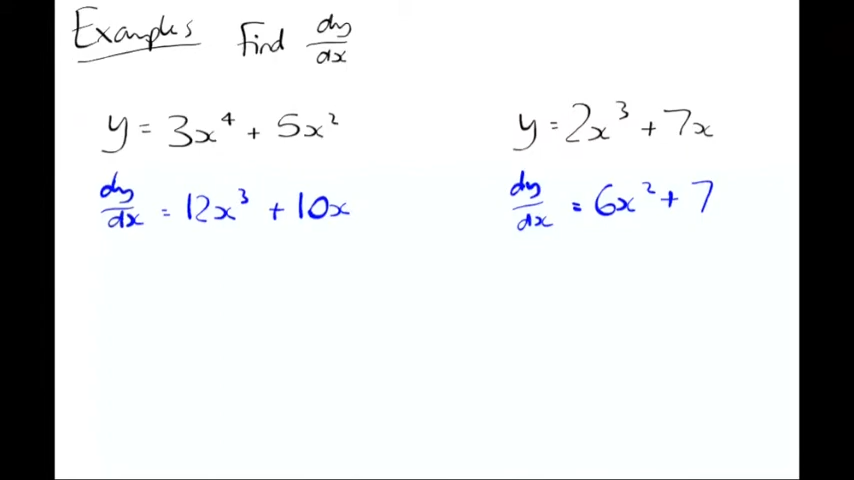 Examples Find dy/dx
y = 3x⁴ + 5x²
dy/dx = 12x³ + 10x
y = 2x³ + 7x
dy/dx = 6x² + 7